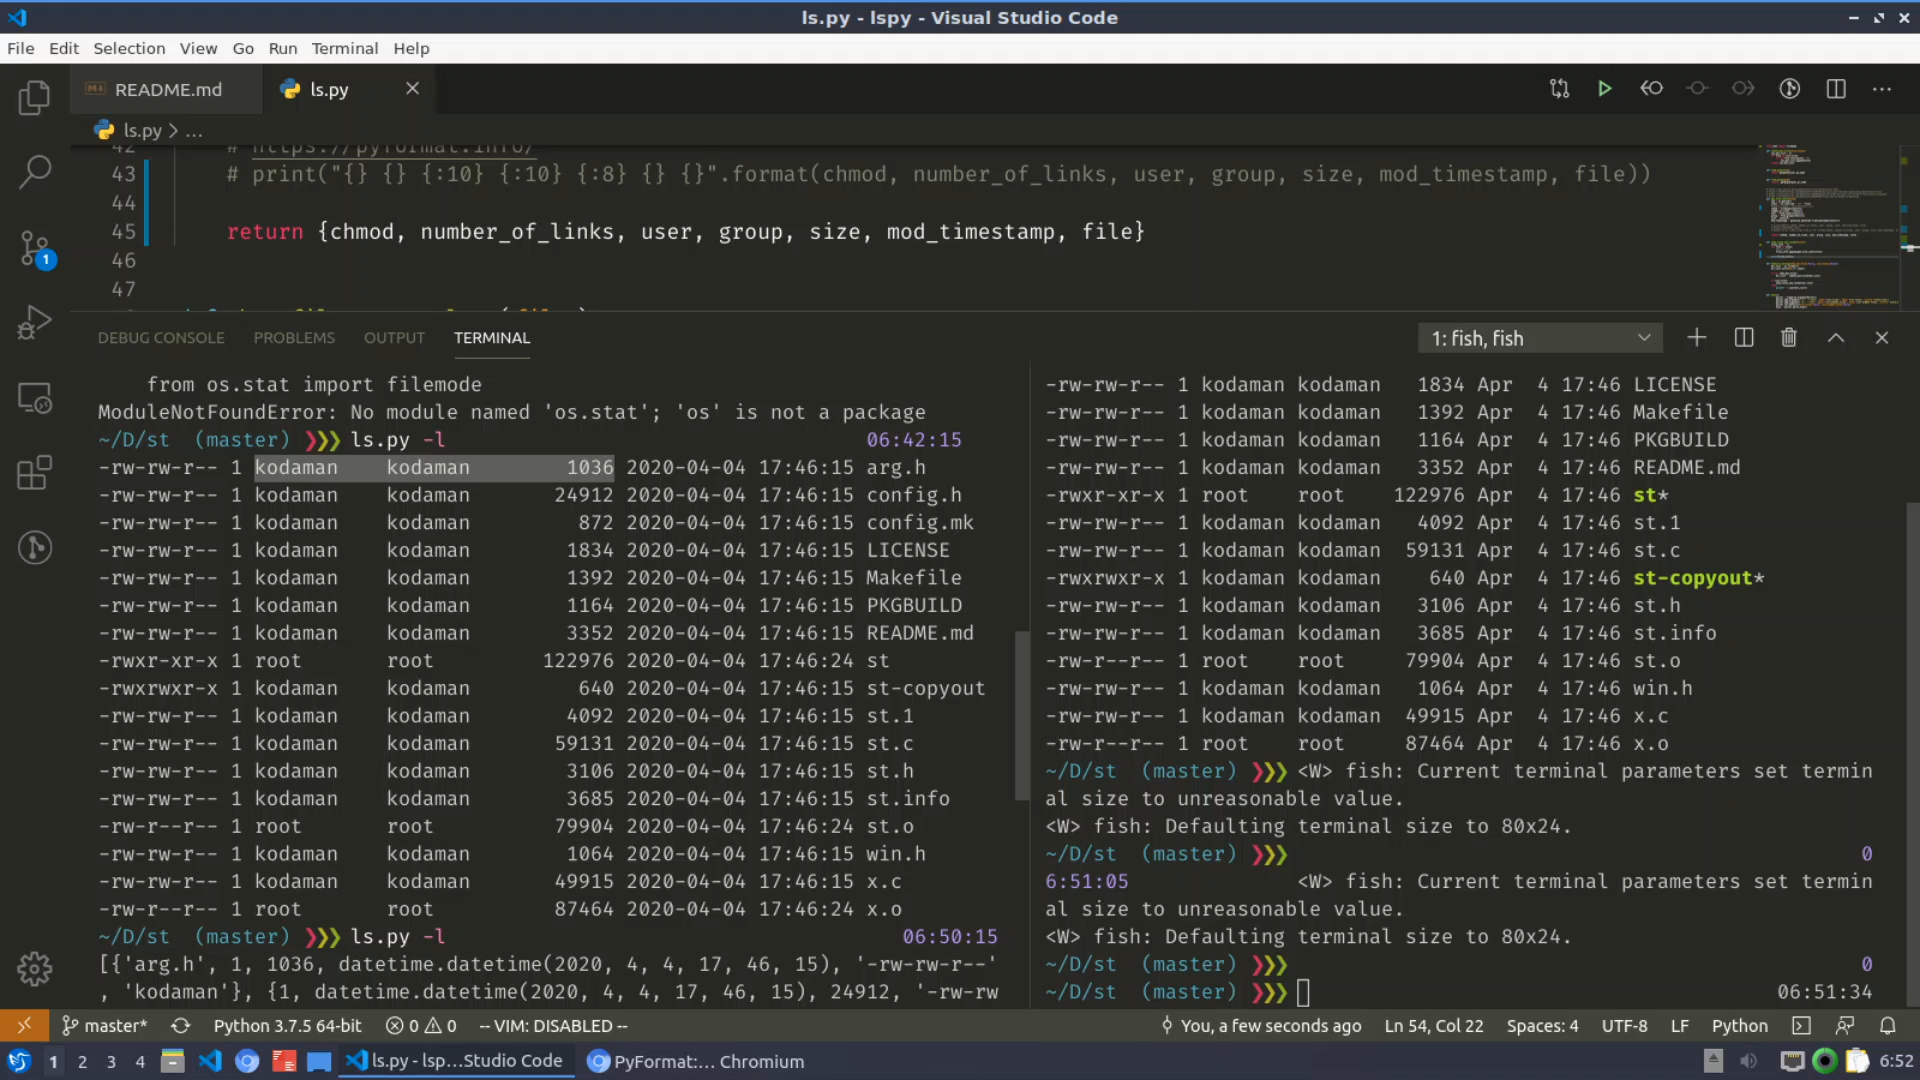 ls.py - lspy - Visual Studio Code
File Edit Selection View Go Run Terminal Help
README.md ls.py
ls.py > ...
42 # https://pyformat.info/
43 # print("{} {} {:10} {:10} {:8} {} {}".format(chmod, number_of_links, user, group, size, mod_timestamp, file))
44
45 return {chmod, number_of_links, user, group, size, mod_timestamp, file}
46
47
1
DEBUG CONSOLE PROBLEMS OUTPUT TERMINAL 1: fish, fish
from os.stat import filemode
ModuleNotFoundError: No module named 'os.stat'; 'os' is not a package
~/D/st (master) ❯❯❯ ls.py -l 06:42:15
-rw-rw-r-- 1 kodaman kodaman 1036 2020-04-04 17:46:15 arg.h
-rw-rw-r-- 1 kodaman kodaman 24912 2020-04-04 17:46:15 config.h
-rw-rw-r-- 1 kodaman kodaman 872 2020-04-04 17:46:15 config.mk
-rw-rw-r-- 1 kodaman kodaman 1834 2020-04-04 17:46:15 LICENSE
-rw-rw-r-- 1 kodaman kodaman 1392 2020-04-04 17:46:15 Makefile
-rw-rw-r-- 1 kodaman kodaman 1164 2020-04-04 17:46:15 PKGBUILD
-rw-rw-r-- 1 kodaman kodaman 3352 2020-04-04 17:46:15 README.md
-rwxr-xr-x 1 root root 122976 2020-04-04 17:46:24 st
-rwxrwxr-x 1 kodaman kodaman 640 2020-04-04 17:46:15 st-copyout
-rw-rw-r-- 1 kodaman kodaman 4092 2020-04-04 17:46:15 st.1
-rw-rw-r-- 1 kodaman kodaman 59131 2020-04-04 17:46:15 st.c
-rw-rw-r-- 1 kodaman kodaman 3106 2020-04-04 17:46:15 st.h
-rw-rw-r-- 1 kodaman kodaman 3685 2020-04-04 17:46:15 st.info
-rw-r--r-- 1 root root 79904 2020-04-04 17:46:24 st.o
-rw-rw-r-- 1 kodaman kodaman 1064 2020-04-04 17:46:15 win.h
-rw-rw-r-- 1 kodaman kodaman 49915 2020-04-04 17:46:15 x.c
-rw-r--r-- 1 root root 87464 2020-04-04 17:46:24 x.o
~/D/st (master) ❯❯❯ ls.py -l 06:50:15
[{'arg.h', 1, 1036, datetime.datetime(2020, 4, 4, 17, 46, 15), '-rw-rw-r--'
, 'kodaman'}, {1, datetime.datetime(2020, 4, 4, 17, 46, 15), 24912, '-rw-rw
-rw-rw-r-- 1 kodaman kodaman 1834 Apr 4 17:46 LICENSE
-rw-rw-r-- 1 kodaman kodaman 1392 Apr 4 17:46 Makefile
-rw-rw-r-- 1 kodaman kodaman 1164 Apr 4 17:46 PKGBUILD
-rw-rw-r-- 1 kodaman kodaman 3352 Apr 4 17:46 README.md
-rwxr-xr-x 1 root root 122976 Apr 4 17:46 st*
-rw-rw-r-- 1 kodaman kodaman 4092 Apr 4 17:46 st.1
-rw-rw-r-- 1 kodaman kodaman 59131 Apr 4 17:46 st.c
-rwxrwxr-x 1 kodaman kodaman 640 Apr 4 17:46 st-copyout*
-rw-rw-r-- 1 kodaman kodaman 3106 Apr 4 17:46 st.h
-rw-rw-r-- 1 kodaman kodaman 3685 Apr 4 17:46 st.info
-rw-r--r-- 1 root root 79904 Apr 4 17:46 st.o
-rw-rw-r-- 1 kodaman kodaman 1064 Apr 4 17:46 win.h
-rw-rw-r-- 1 kodaman kodaman 49915 Apr 4 17:46 x.c
-rw-r--r-- 1 root root 87464 Apr 4 17:46 x.o
~/D/st (master) ❯❯❯ <W> fish: Current terminal parameters set termin
al size to unreasonable value.
<W> fish: Defaulting terminal size to 80x24.
~/D/st (master) ❯❯❯ 0
6:51:05 <W> fish: Current terminal parameters set termin
al size to unreasonable value.
<W> fish: Defaulting terminal size to 80x24.
~/D/st (master) ❯❯❯ 0
~/D/st (master) ❯❯❯ 06:51:34
master* Python 3.7.5 64-bit 0 0 -- VIM: DISABLED -- You, a few seconds ago Ln 54, Col 22 Spaces: 4 UTF-8 LF Python
1 2 3 4 ls.py - lsp...Studio Code PyFormat:... Chromium 6:52